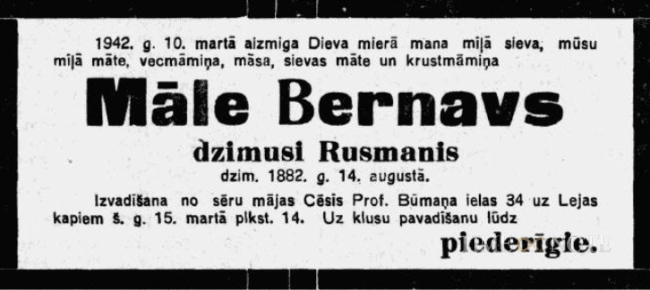 1942. g. 10. martā aizmiga Dieva mierā mana mīļā sieva, mūsu
mīļā māte, vecmāmiņa, māsa, sievas māte un krustmāmiņa
Māle Bernavs
dzimusi Rusmanis
dzim. 1882. g. 14. augustā.
Izvadīšana no sēru mājas Cēsis Prof. Būmaņa ielas 34 uz Lejas
kapiem š. g. 15. martā plkst. 14. Uz klusu pavadīšanu lūdz
piederīgie.